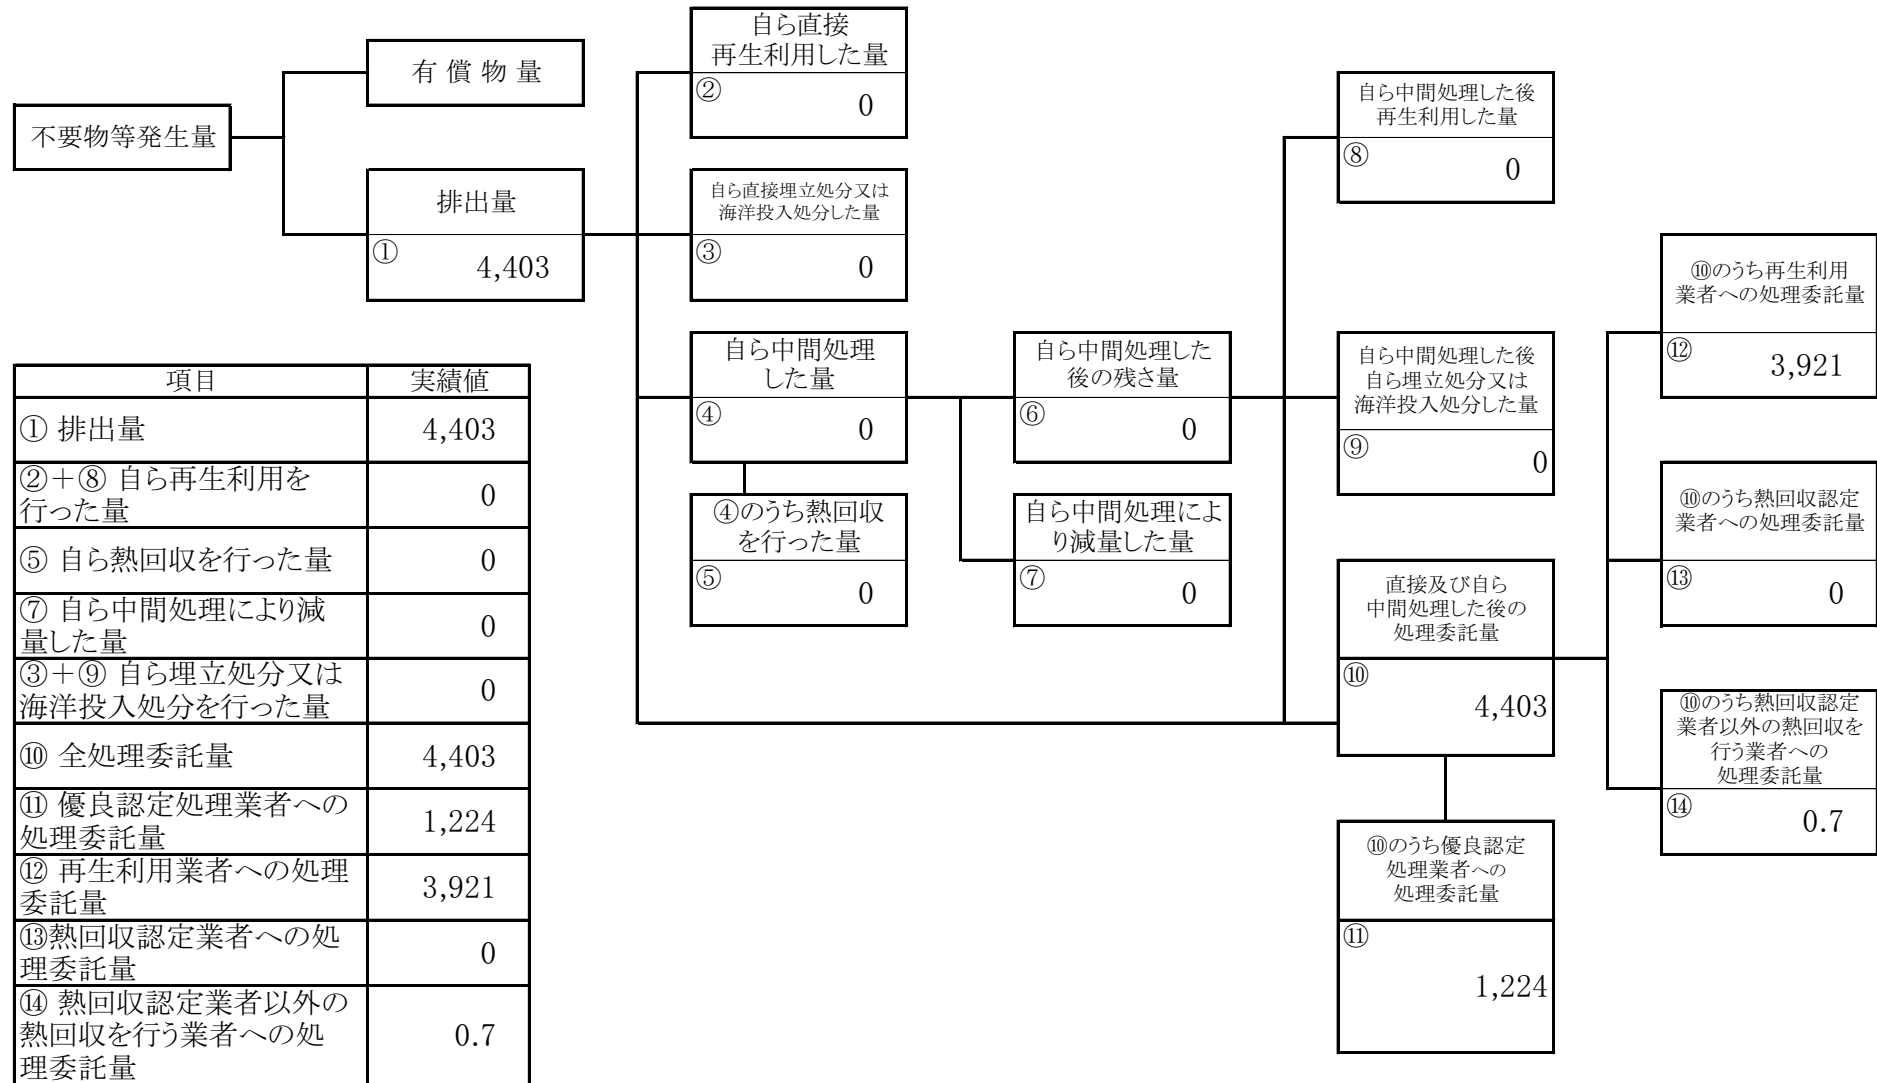 不要物等発生量
有 償 物 量
排出量
①
4,403
自ら直接
再生利用した量
②
0
自ら直接埋立処分又は
海洋投入処分した量
③
0
自ら中間処理
した量
④
0
④のうち熱回収
を行った量
⑤
0
自ら中間処理した
後の残さ量
⑥
0
自ら中間処理によ
り減量した量
⑦
0
自ら中間処理した後
再生利用した量
⑧
0
自ら中間処理した後
自ら埋立処分又は
海洋投入処分した量
⑨
0
直接及び自ら
中間処理した後の
処理委託量
⑩
4,403
⑩のうち優良認定
処理業者への
処理委託量
⑪
1,224
⑩のうち再生利用
業者への処理委託量
⑫
3,921
⑩のうち熱回収認定
業者への処理委託量
⑬
0
⑩のうち熱回収認定
業者以外の熱回収を
行う業者への
処理委託量
⑭
0.7
項目 実績値
① 排出量 4,403
②+⑧ 自ら再生利用を
行った量 0
⑤ 自ら熱回収を行った量 0
⑦ 自ら中間処理により減
量した量 0
③+⑨ 自ら埋立処分又は
海洋投入処分を行った量 0
⑩ 全処理委託量 4,403
⑪ 優良認定処理業者への
処理委託量 1,224
⑫ 再生利用業者への処理
委託量 3,921
⑬熱回収認定業者への処
理委託量 0
⑭ 熱回収認定業者以外の
熱回収を行う業者への処
理委託量 0.7